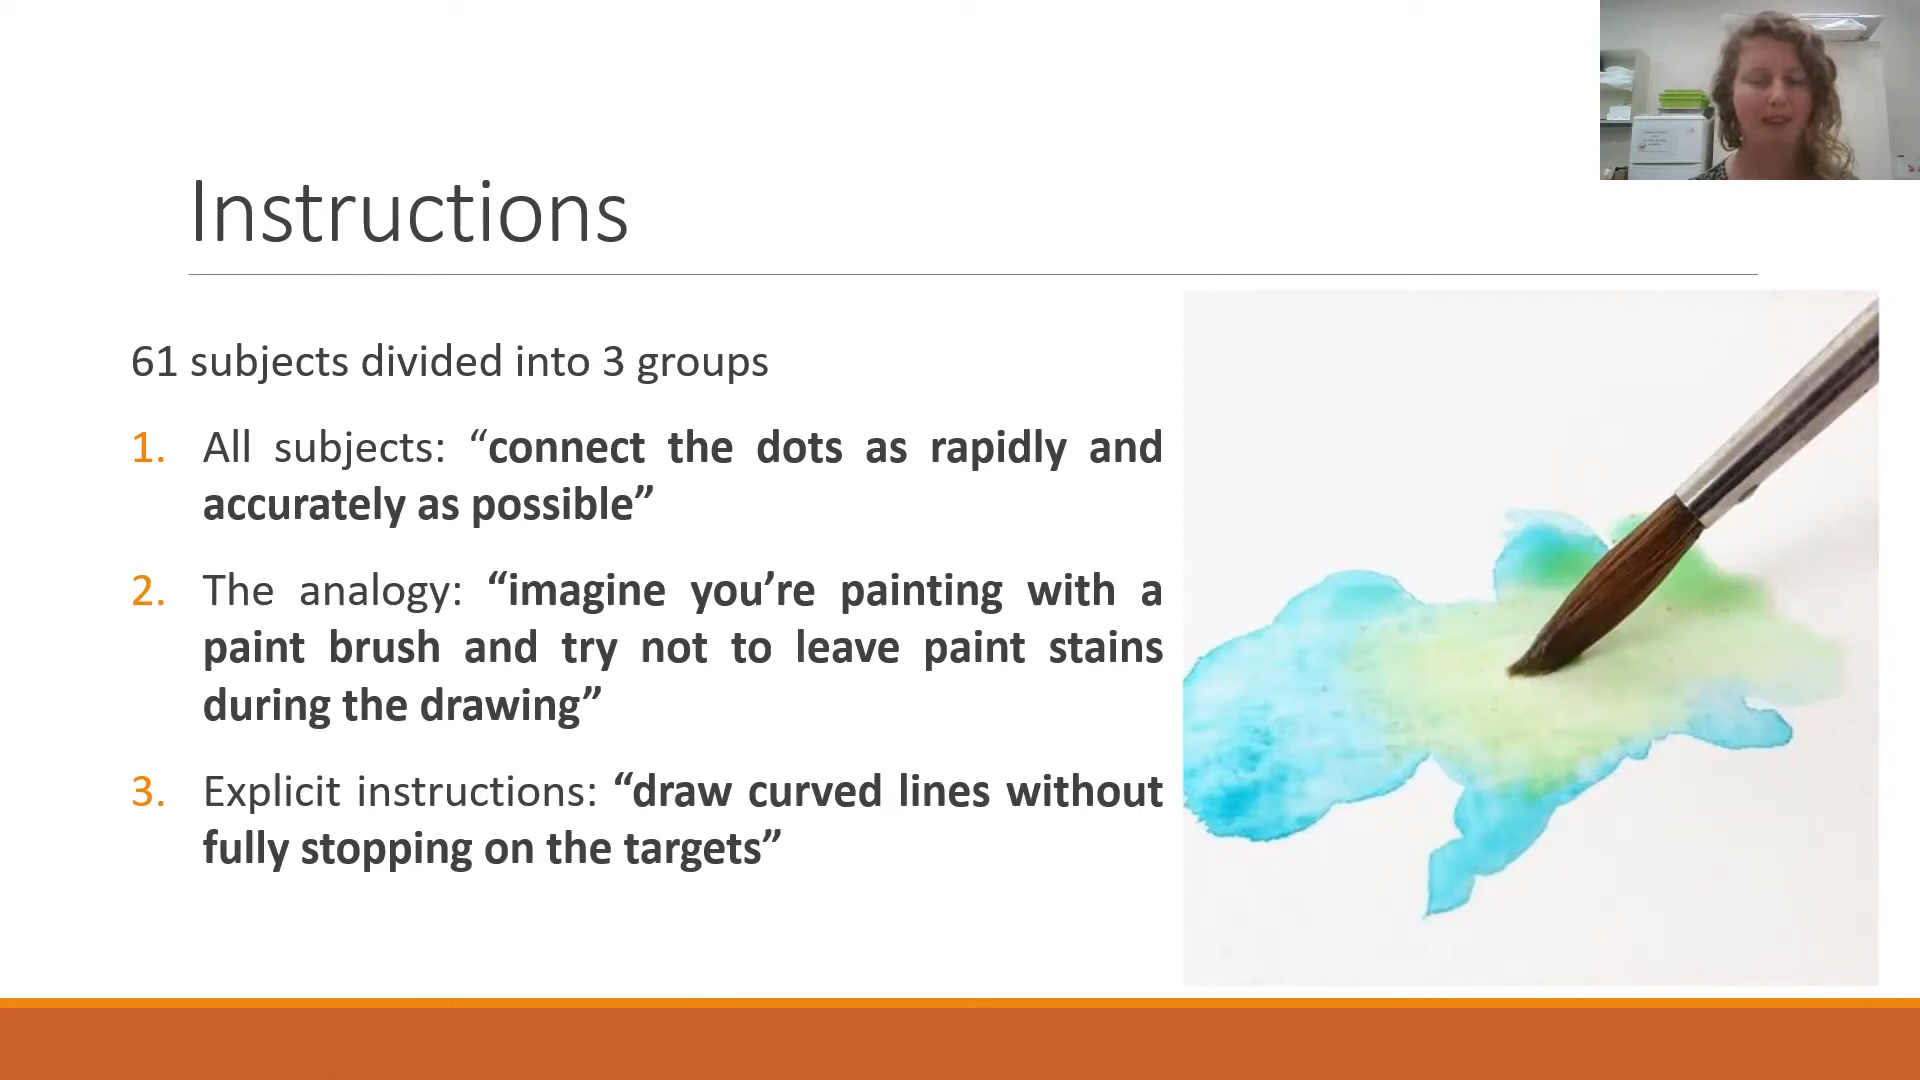 Instructions
61 subjects divided into 3 groups
1. All subjects: “connect the dots as rapidly and
accurately as possible”
2. The analogy: “imagine you’re painting with a
paint brush and try not to leave paint stains
during the drawing”
3. Explicit instructions: “draw curved lines without
fully stopping on the targets”